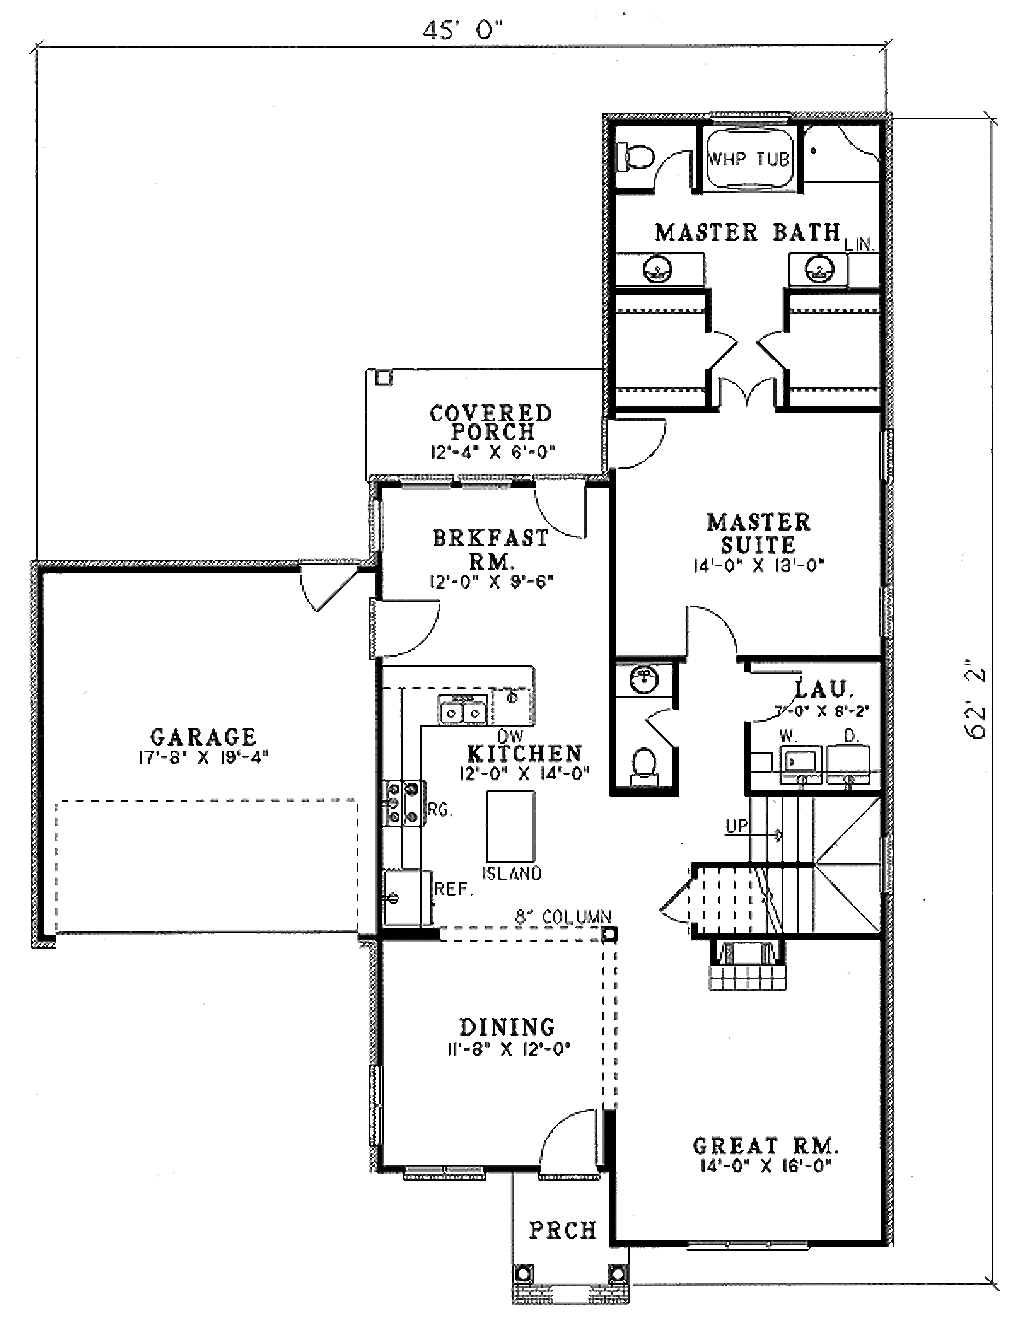 45' 0"
WHP TUB
MASTER BATH
LIN.
COVERED
PORCH
12'-4" X 6'-0"
MASTER
SUITE
14'-0" X 13'-0"
BRKFAST
RM.
12'-0" X 9'-6"
62' 2"
LAU.
7'-0" X 8'-2"
W.
D.
GARAGE
17'-8" X 19'-4"
DW
KITCHEN
12'-0" X 14'-0"
RG.
UP
ISLAND
REF.
8" COLUMN
DINING
11'-8" X 12'-0"
GREAT RM.
14'-0" X 16'-0"
PRCH